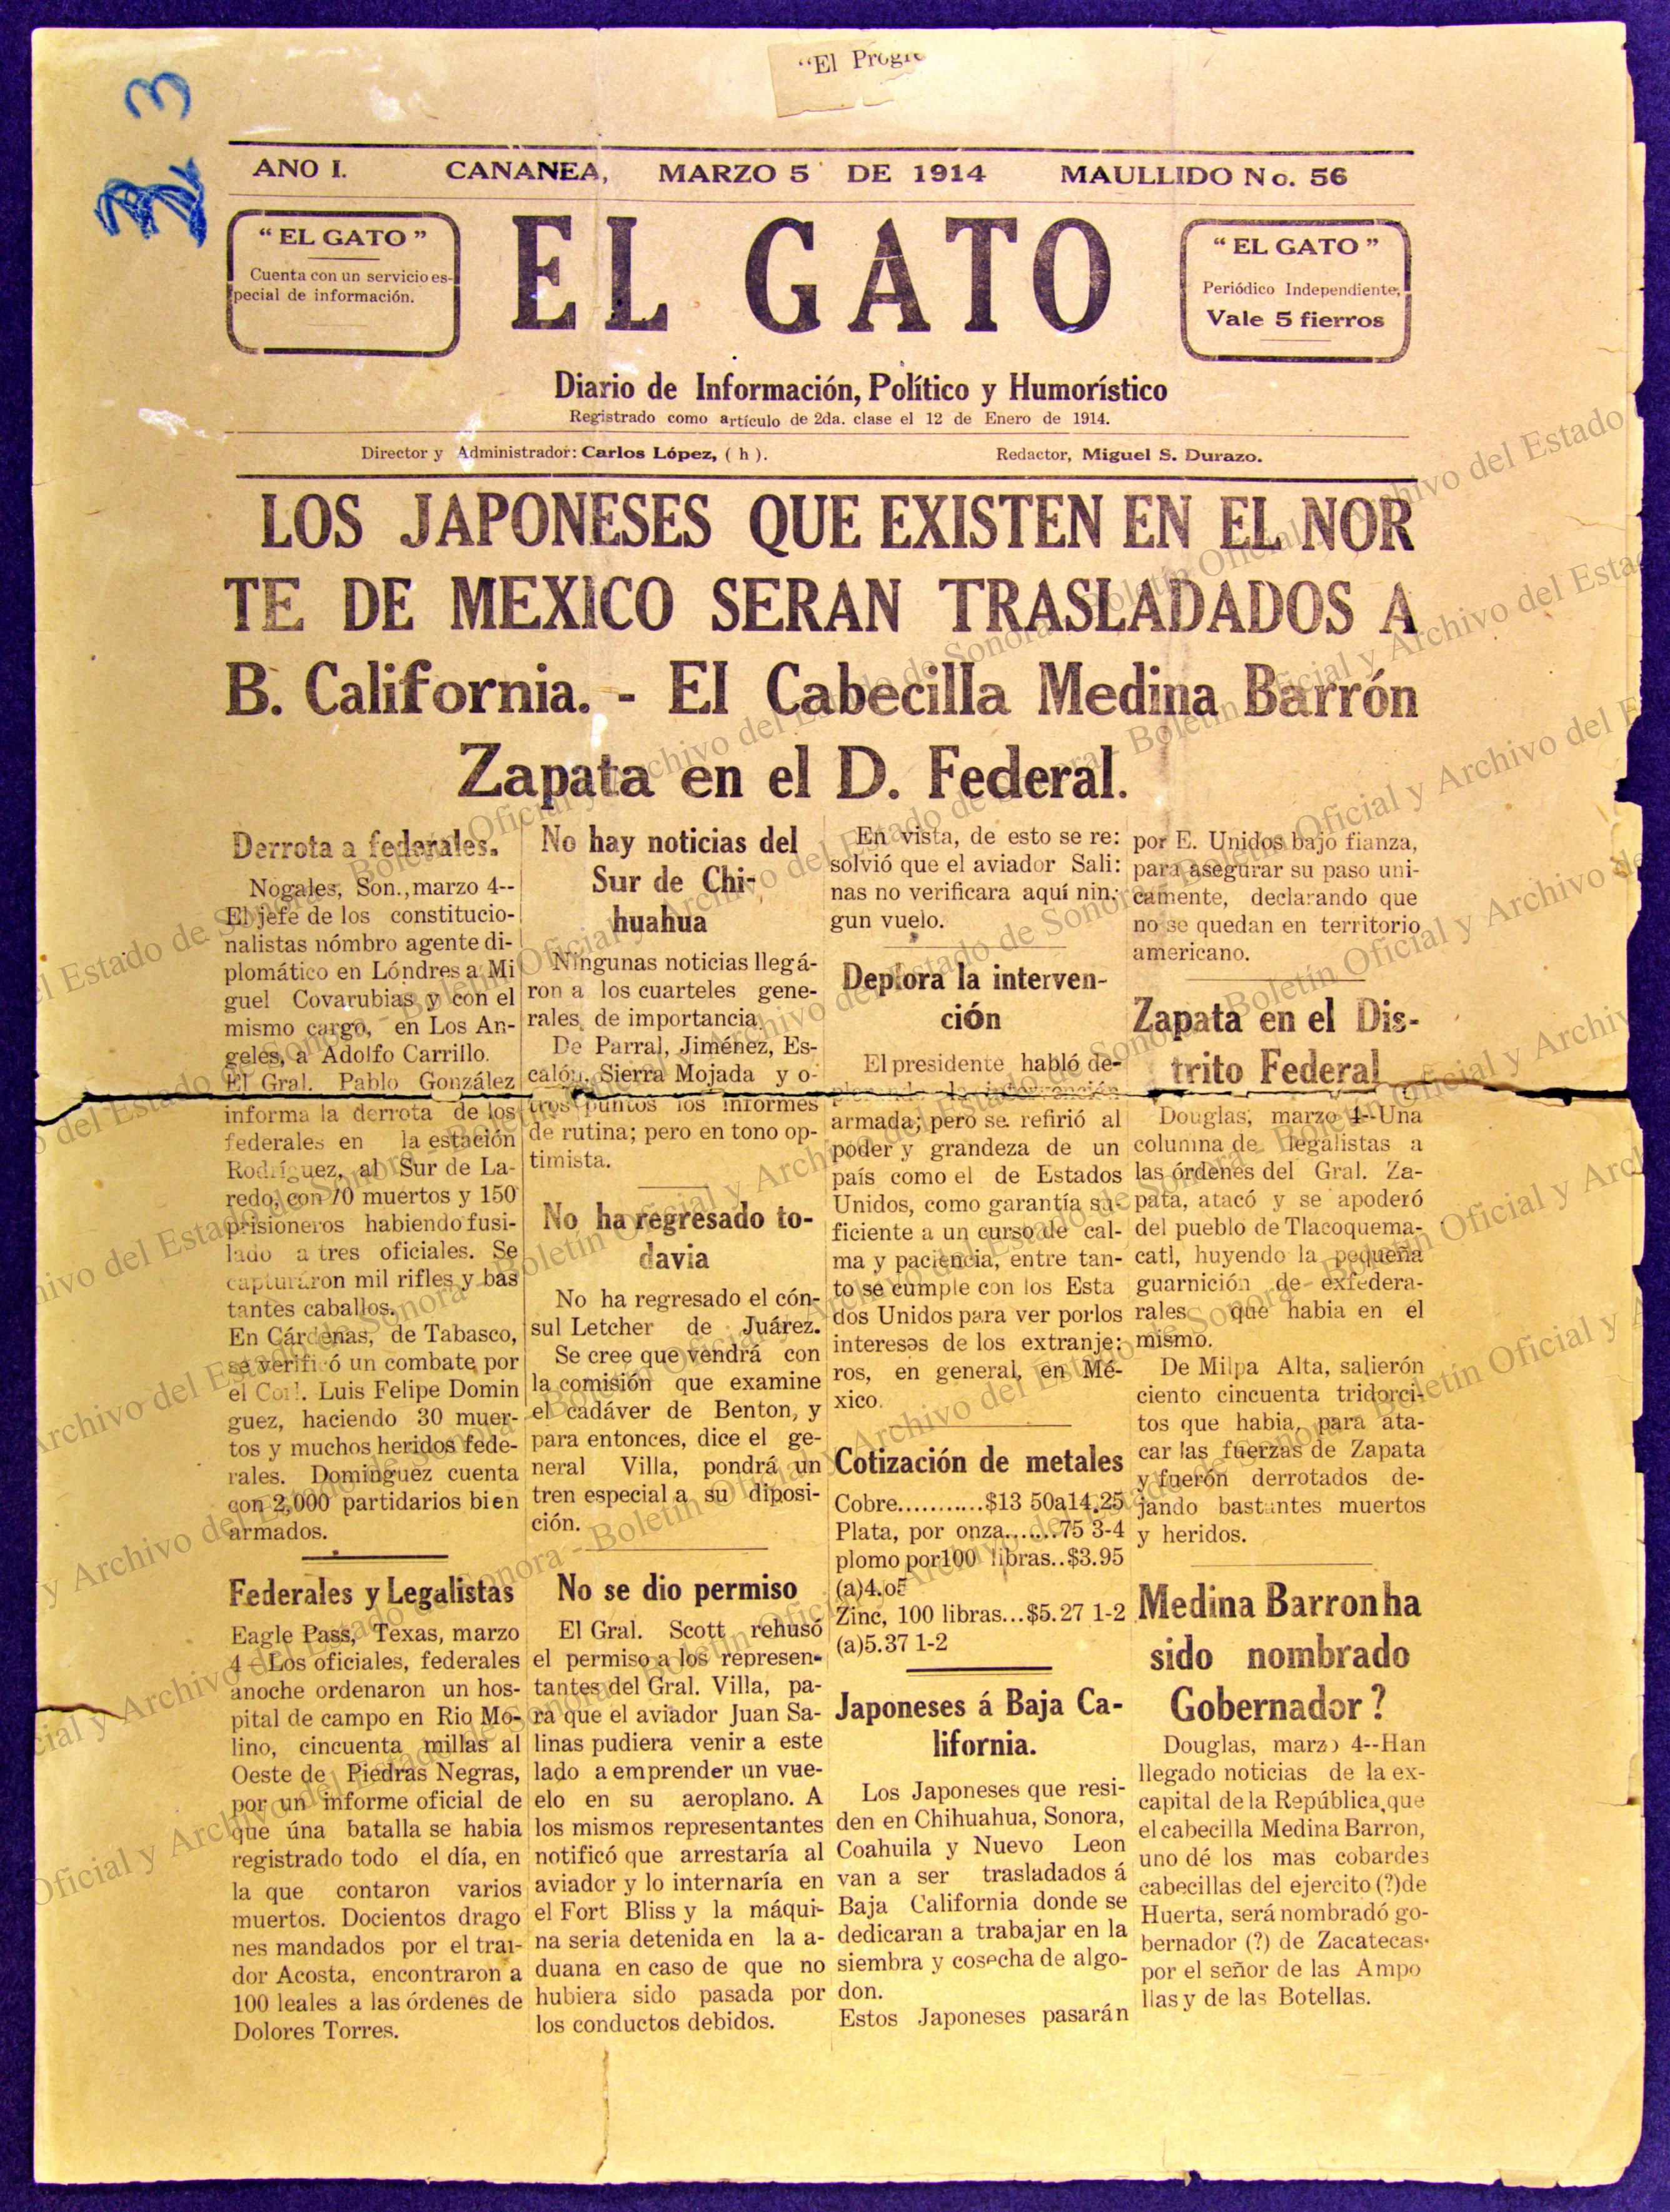 "El Progre
3
ANO I. CANANEA, MARZO 5 DE 1914 MAULLIDO No. 56
" EL GATO "
Cuenta con un servicio es-
pecial de información.
EL GATO
" EL GATO "
Periódico Independiente,
Vale 5 fierros
Diario de Información, Político y Humorístico
Registrado como artículo de 2da. clase el 12 de Enero de 1914.
Director y Administrador: Carlos López, ( h ). Redactor, Miguel S. Durazo.
LOS JAPONESES QUE EXISTEN EN EL NOR
TE DE MEXICO SERAN TRASLADADOS A
B. California. - El Cabecilla Medina Barrón
Zapata en el D. Federal.
Derrota a federales.
Nogales, Son., marzo 4--
El jefe de los constitucio-
nalistas nómbro agente di-
plomático en Lóndres a Mi
guel Covarubias y con el
mismo cargo, en Los An-
geles, a Adolfo Carrillo.
El Gral. Pablo González
informa la derrota de los
federales en la estación
Rodríguez, al Sur de La-
redo, con 70 muertos y 150
prisioneros habiendo fusi-
lado a tres oficiales. Se
capturaron mil rifles y bas
tantes caballos.
En Cárdenas, de Tabasco,
se verificó un combate por
el Corl. Luis Felipe Domin
guez, haciendo 30 muer-
tos y muchos heridos fede-
rales. Dominguez cuenta
con 2,000 partidarios bien
armados.
Federales y Legalistas
Eagle Pass, Texas, marzo
4--Los oficiales, federales
anoche ordenaron un hos-
pital de campo en Rio Mo-
lino, cincuenta millas al
Oeste de Piedras Negras,
por un informe oficial de
que úna batalla se habia
registrado todo el día, en
la que contaron varios
muertos. Docientos drago
nes mandados por el trai-
dor Acosta, encontraron a
100 leales a las órdenes de
Dolores Torres.
No hay noticias del
Sur de Chi-
huahua
Ningunas noticias llegá-
ron a los cuarteles gene-
rales, de importancia.
De Parral, Jiménez, Es-
calón, Sierra Mojada y o-
tros puntos los informes
de rutina; pero en tono op-
timista.
No ha regresado to-
davia
No ha regresado el cón-
sul Letcher de Juárez.
Se cree que vendrá con
la comisión que examine
el cadáver de Benton, y
para entonces, dice el ge-
neral Villa, pondrá un
tren especial a su diposi-
ción.
No se dio permiso
El Gral. Scott rehusó
el permiso a los represen-
tantes del Gral. Villa, pa-
ra que el aviador Juan Sa-
linas pudiera venir a este
lado a emprender un vue-
elo en su aeroplano. A
los mismos representantes
notificó que arrestaría al
aviador y lo internaría en
el Fort Bliss y la máqui-
na seria detenida en la a-
duana en caso de que no
hubiera sido pasada por
los conductos debidos.
En vista, de esto se re:
solvió que el aviador Sali:
nas no verificara aquí nin:
gun vuelo.
Deplora la interven-
ción
El presidente habló de-
plorando la intervención
armada; pero se refirió al
poder y grandeza de un
país como el de Estados
Unidos, como garantía su-
ficiente a un curso de cal-
ma y paciencia, entre tan-
to se cumple con los Esta
dos Unidos para ver porlos
intereses de los extranje:
ros, en general, en Mé-
xico.
Cotización de metales
Cobre...........$13 50a14.25
Plata, por onza.......75 3-4
plomo por100 libras..$3.95
(a)4.o5
Zinc, 100 libras...$5.27 1-2
(a)5.37 1-2
Japoneses á Baja Ca-
lifornia.
Los Japoneses que resi-
den en Chihuahua, Sonora,
Coahuila y Nuevo Leon
van a ser trasladados á
Baja California donde se
dedicaran a trabajar en la
siembra y cosecha de algo-
don.
Estos Japoneses pasarán
por E. Unidos bajo fianza,
para asegurar su paso uni-
camente, declarando que
no se quedan en territorio
americano.
Zapata en el Dis-
trito Federal
Douglas, marzo 4--Una
columna de legalistas a
las órdenes del Gral. Za-
pata, atacó y se apoderó
del pueblo de Tlacoquema-
catl, huyendo la pequeña
guarnición de exfedera-
rales que habia en el
mismo.
De Milpa Alta, salierón
ciento cincuenta tridorci-
tos que habia, para ata-
car las fuerzas de Zapata
y fuerón derrotados de-
jando bastantes muertos
y heridos.
Medina Barron ha
sido nombrado
Gobernador ?
Douglas, marzo 4--Han
llegado noticias de la ex-
capital de la República, que
el cabecilla Medina Barron,
uno dé los mas cobardes
cabecillas del ejercito (?) de
Huerta, será nombradó go-
bernador (?) de Zacatecas
por el señor de las Ampo
llas y de las Botellas.
Boletín Oficial y Archivo del Estado de Sonora